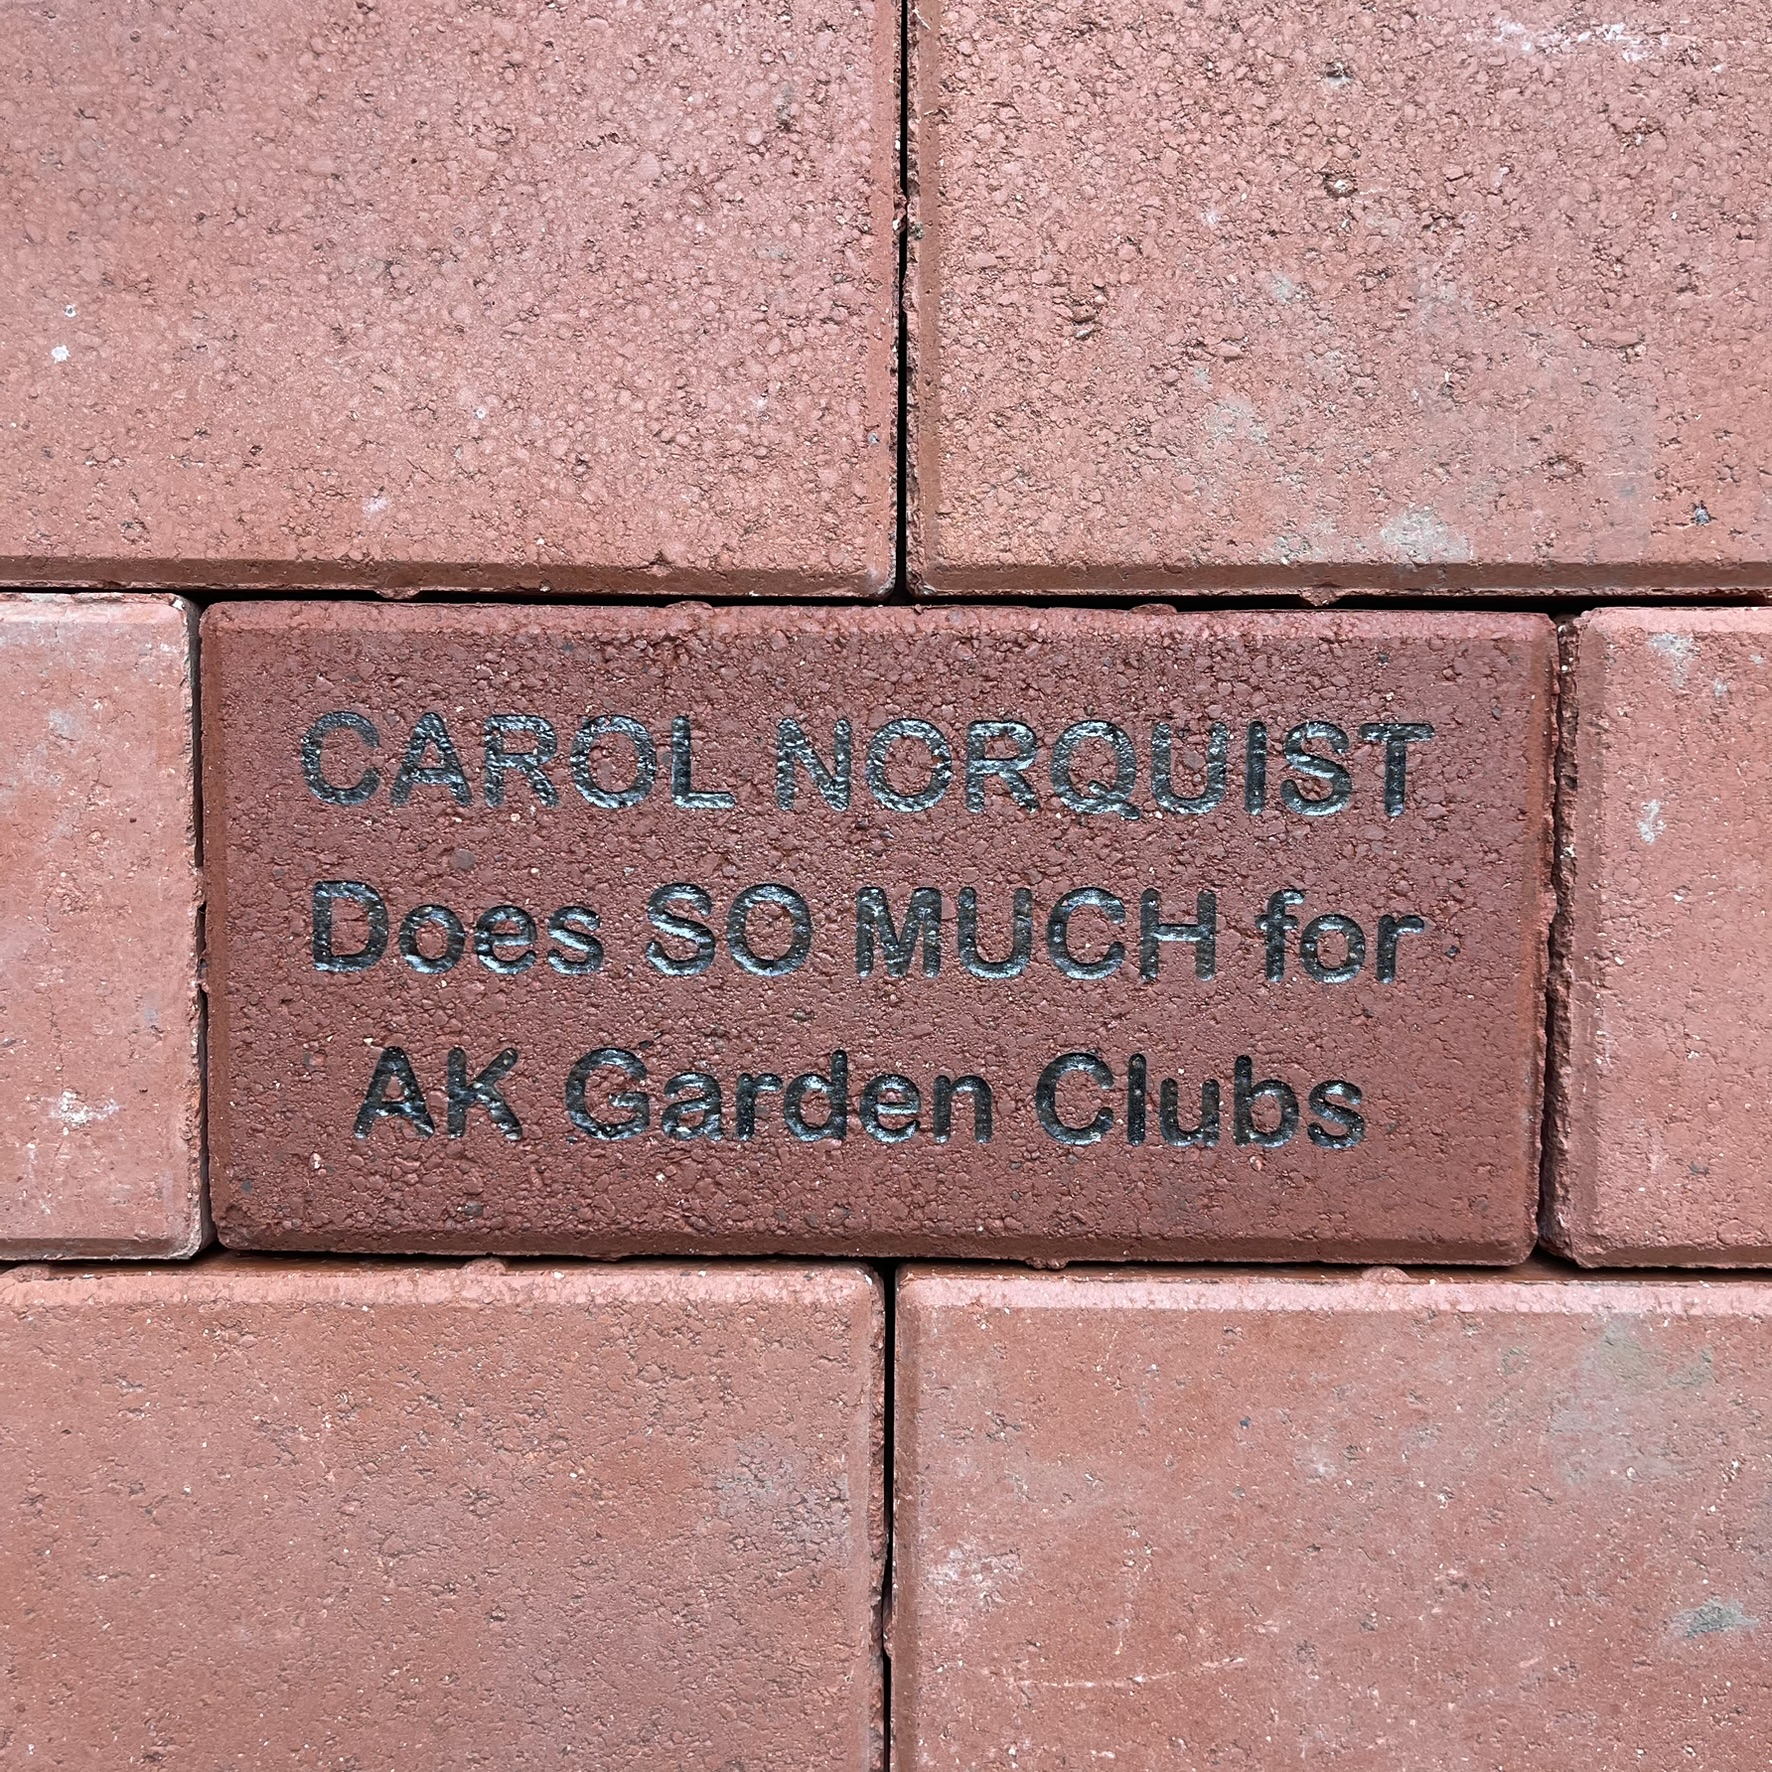 CAROL NORQUIST
Does SO MUCH for
AK Garden Clubs